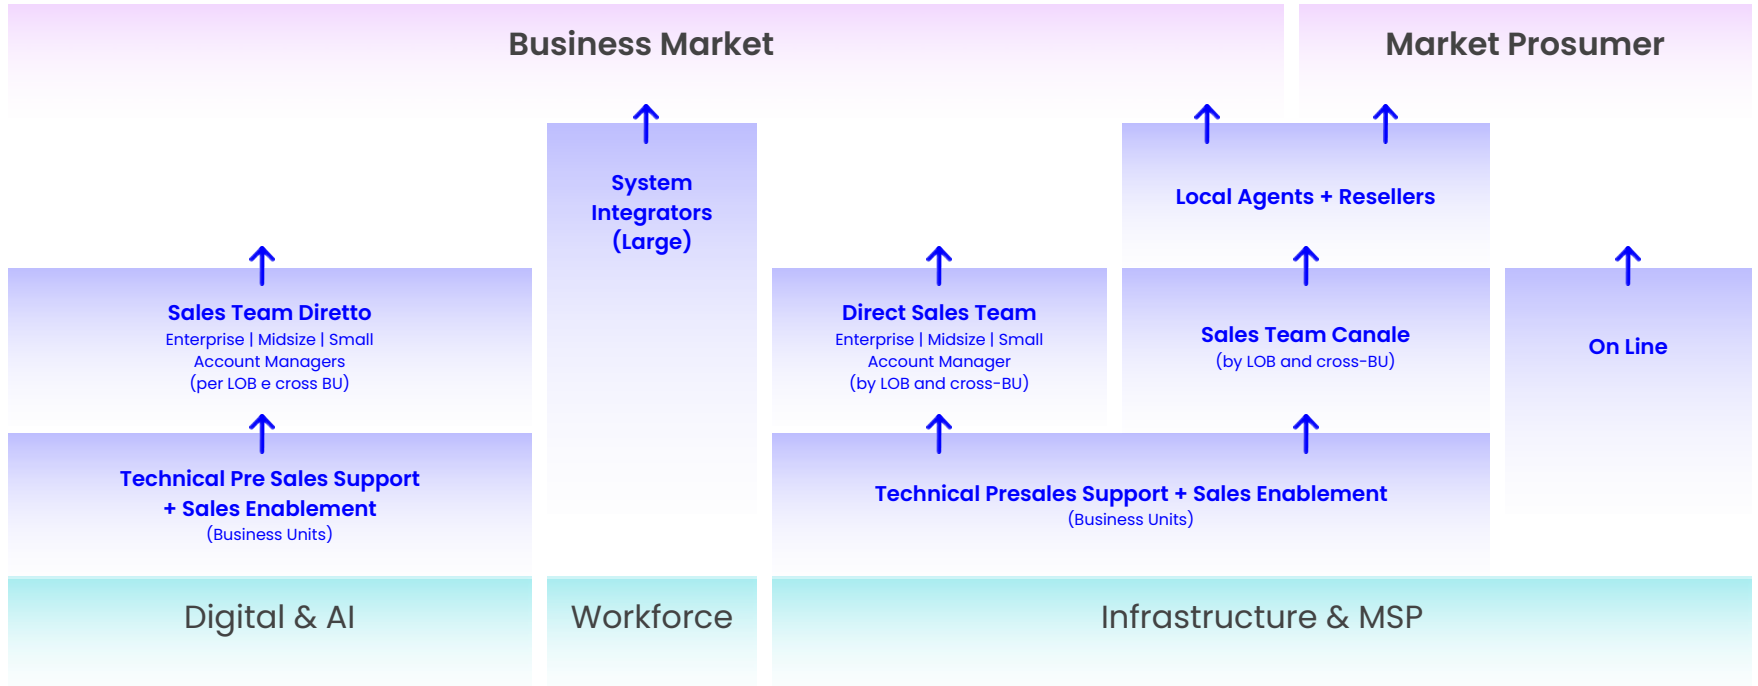 Business Market
Market Prosumer
System
Integrators
(Large)
Local Agents + Resellers
Sales Team Diretto
Enterprise | Midsize | Small
Account Managers
(per LOB e cross BU)
Direct Sales Team
Enterprise | Midsize | Small
Account Manager
(by LOB and cross-BU)
Sales Team Canale
(by LOB and cross-BU)
On Line
Technical Pre Sales Support
+ Sales Enablement
(Business Units)
Technical Presales Support + Sales Enablement
(Business Units)
Digital & AI
Workforce
Infrastructure & MSP